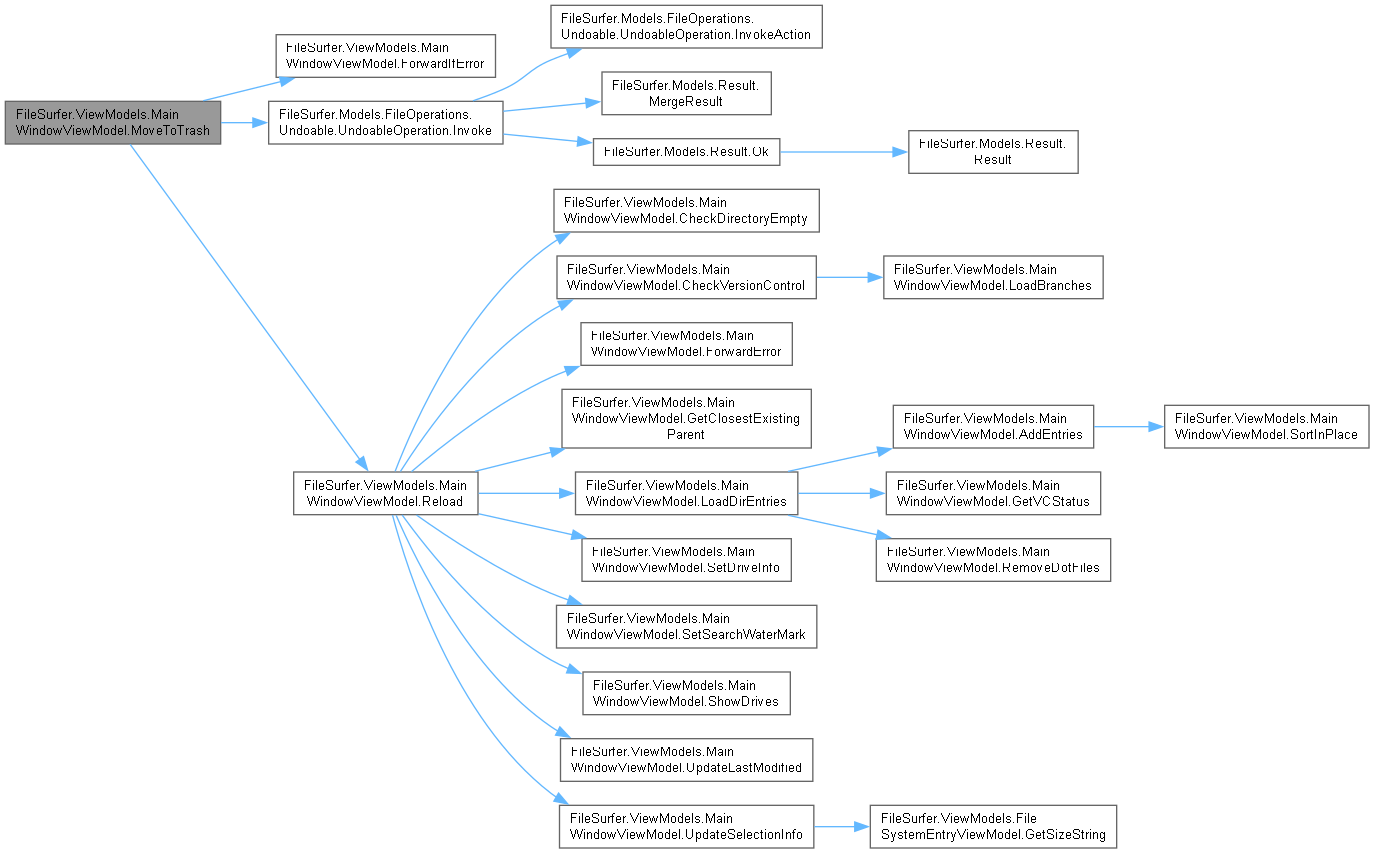 FileSurfer.ViewModels.Main
WindowViewModel.MoveToTrash
FileSurfer.ViewModels.Main
WindowViewModel.ForwardIfError
FileSurfer.Models.FileOperations.
Undoable.UndoableOperation.Invoke
FileSurfer.Models.FileOperations.
Undoable.UndoableOperation.InvokeAction
FileSurfer.Models.Result.
MergeResult
FileSurfer.Models.Result.Ok
FileSurfer.Models.Result.
Result
FileSurfer.ViewModels.Main
WindowViewModel.Reload
FileSurfer.ViewModels.Main
WindowViewModel.CheckDirectoryEmpty
FileSurfer.ViewModels.Main
WindowViewModel.CheckVersionControl
FileSurfer.ViewModels.Main
WindowViewModel.LoadBranches
FileSurfer.ViewModels.Main
WindowViewModel.ForwardError
FileSurfer.ViewModels.Main
WindowViewModel.GetClosestExisting
Parent
FileSurfer.ViewModels.Main
WindowViewModel.LoadDirEntries
FileSurfer.ViewModels.Main
WindowViewModel.AddEntries
FileSurfer.ViewModels.Main
WindowViewModel.SortInPlace
FileSurfer.ViewModels.Main
WindowViewModel.GetVCStatus
FileSurfer.ViewModels.Main
WindowViewModel.RemoveDotFiles
FileSurfer.ViewModels.Main
WindowViewModel.SetDriveInfo
FileSurfer.ViewModels.Main
WindowViewModel.SetSearchWaterMark
FileSurfer.ViewModels.Main
WindowViewModel.ShowDrives
FileSurfer.ViewModels.Main
WindowViewModel.UpdateLastModified
FileSurfer.ViewModels.Main
WindowViewModel.UpdateSelectionInfo
FileSurfer.ViewModels.File
SystemEntryViewModel.GetSizeString